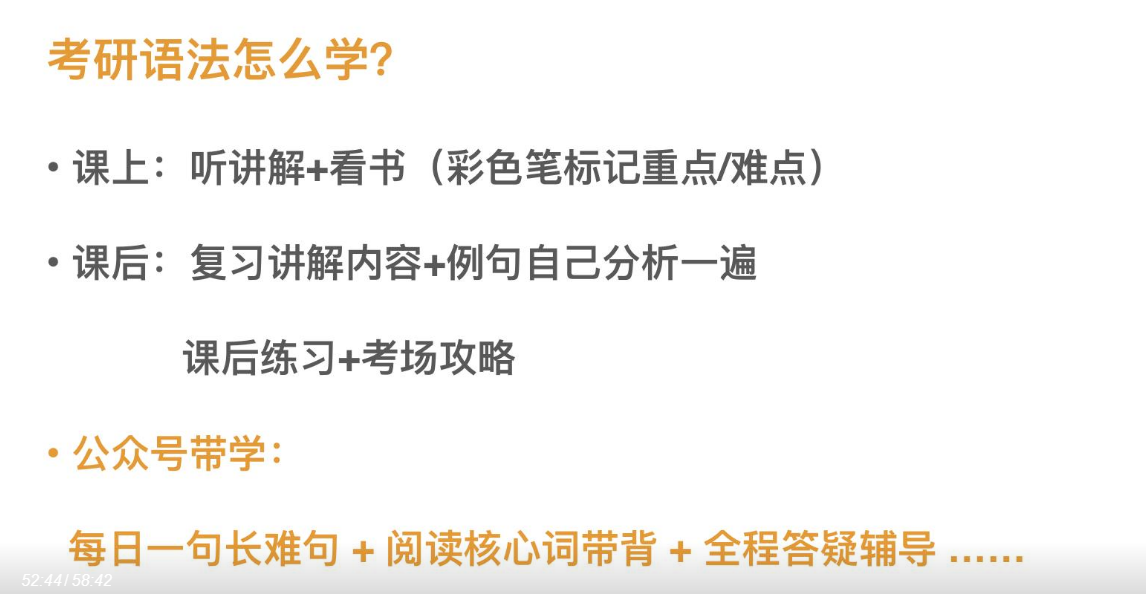 考研语法怎么学?
• 课上：听讲解+看书（彩色笔标记重点/难点）
• 课后：复习讲解内容+例句自己分析一遍
课后练习+考场攻略
• 公众号带学：
每日一句长难句 + 阅读核心词带背 + 全程答疑辅导 ......
52:44 / 58:42